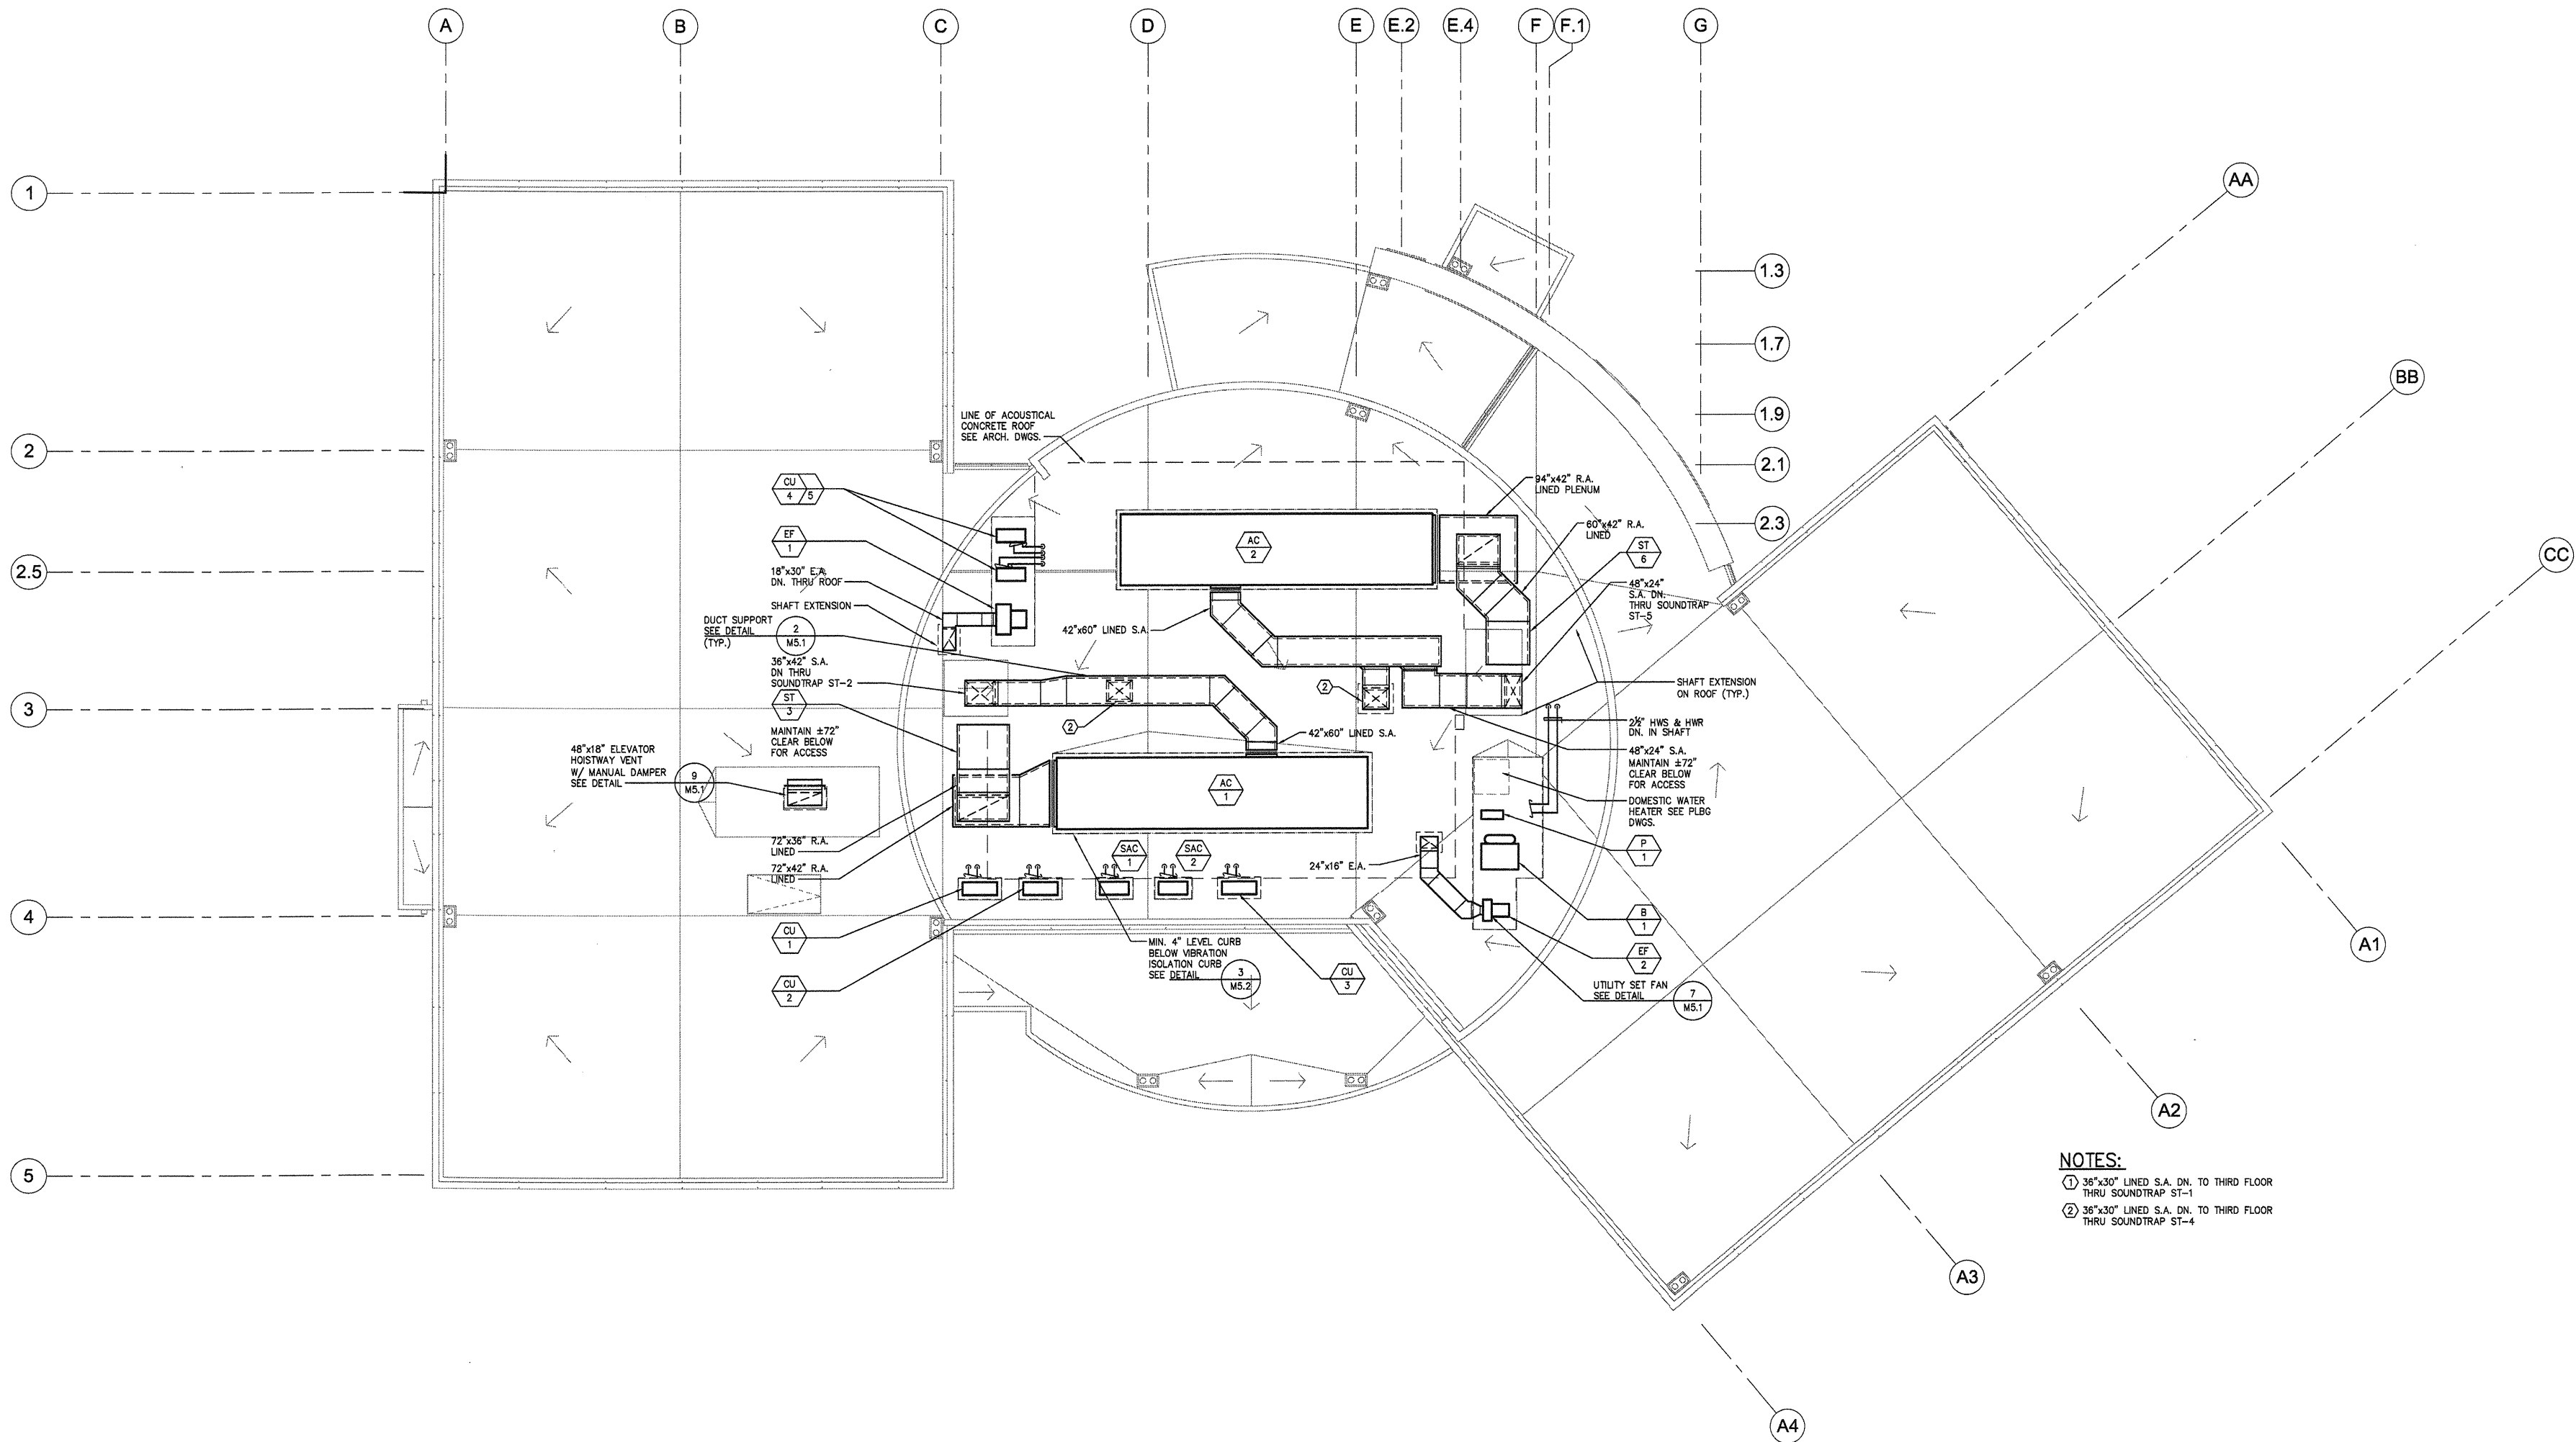 A
B
C
D
E
E.2
E.4
F
F.1
G
1
2
2.5
3
4
5
1.3
1.7
1.9
2.1
2.3
AA
BB
CC
A1
A2
A3
A4
LINE OF ACOUSTICAL
CONCRETE ROOF
SEE ARCH. DWGS.
CU
4
5
EF
1
18"x30" E.A.
DN. THRU ROOF
SHAFT EXTENSION
DUCT SUPPORT
SEE DETAIL
(TYP.)
2
M5.1
36"x42" S.A.
DN THRU
SOUNDTRAP ST-2
ST
3
MAINTAIN ±72"
CLEAR BELOW
FOR ACCESS
48"x18" ELEVATOR
HOISTWAY VENT
W/ MANUAL DAMPER
SEE DETAIL
9
M5.1
72"x36" R.A.
LINED
72"x42" R.A.
LINED
CU
1
CU
2
AC
2
42"x60" LINED S.A.
2
2
42"x60" LINED S.A.
AC
1
SAC
1
SAC
2
MIN. 4" LEVEL CURB
BELOW VIBRATION
ISOLATION CURB
SEE DETAIL
3
M5.2
CU
3
24"x16" E.A.
94"x42" R.A.
LINED PLENUM
60"x42" R.A.
LINED
ST
6
48"x24"
S.A. DN.
THRU SOUNDTRAP
ST-5
SHAFT EXTENSION
ON ROOF (TYP.)
2½" HWS & HWR
DN. IN SHAFT
48"x24" S.A.
MAINTAIN ±72"
CLEAR BELOW
FOR ACCESS
DOMESTIC WATER
HEATER SEE PLBG
DWGS.
P
1
B
1
EF
2
UTILITY SET FAN
SEE DETAIL
7
M5.1
NOTES:
1 36"x30" LINED S.A. DN. TO THIRD FLOOR
THRU SOUNDTRAP ST-1
2 36"x30" LINED S.A. DN. TO THIRD FLOOR
THRU SOUNDTRAP ST-4